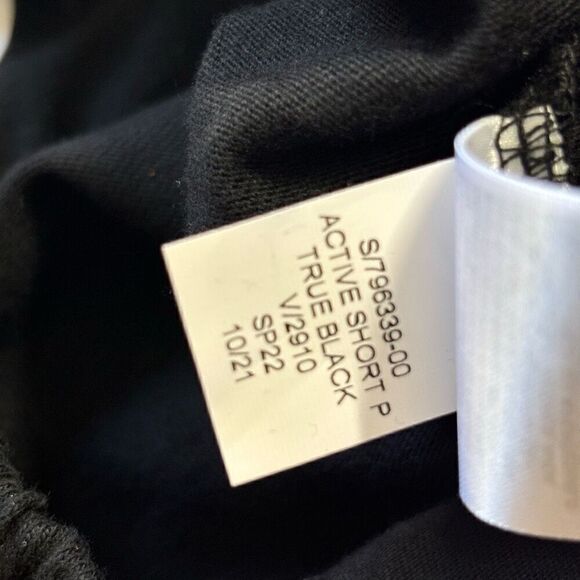 S/796339-00
ACTIVE SHORT P
TRUE BLACK
V/2910
SP22
10/21